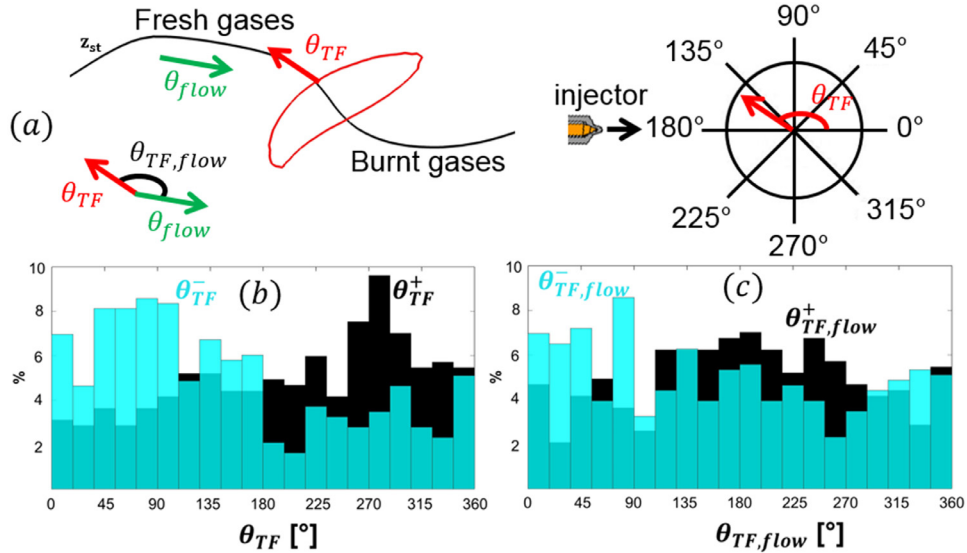 Fresh gases
z_st
θ_TF
θ_flow
(a)
θ_TF,flow
θ_TF
θ_flow
Burnt gases
injector
90°
135°
45°
θ_TF
180°
0°
225°
315°
270°
10
8
6
4
2
%
θ⁻_TF
(b)
θ⁺_TF
0 45 90 135 180 225 270 315 360
θ_TF [°]
10
8
6
4
2
%
θ⁻_TF,flow
(c)
θ⁺_TF,flow
0 45 90 135 180 225 270 315 360
θ_TF,flow [°]